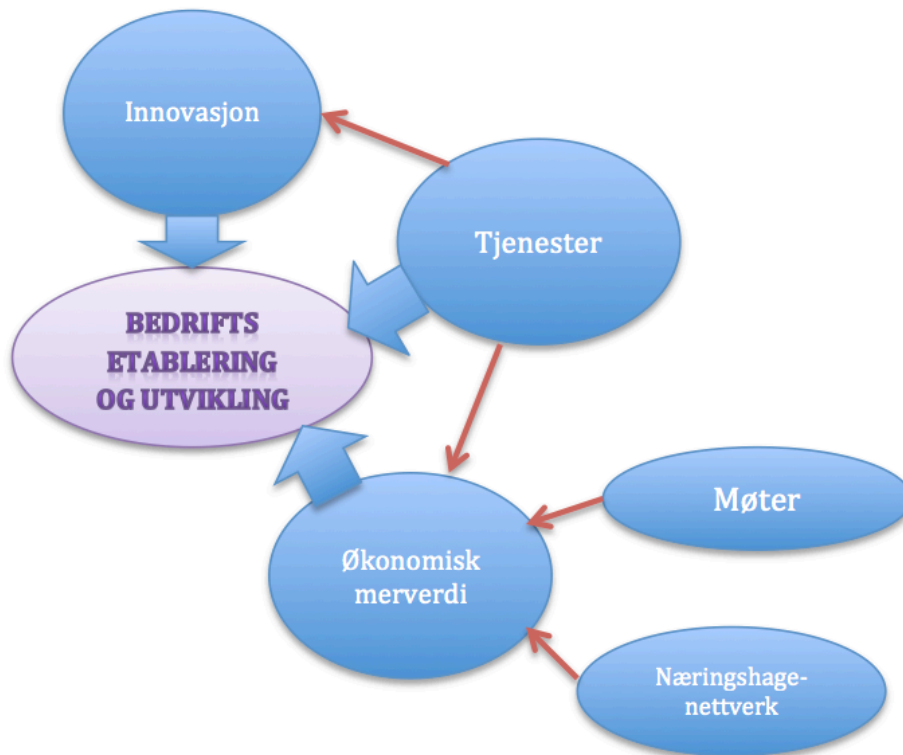 Innovasjon
Tjenester
BEDRIFTS
ETABLERING
OG UTVIKLING
Møter
Økonomisk
merverdi
Næringshage-
nettverk